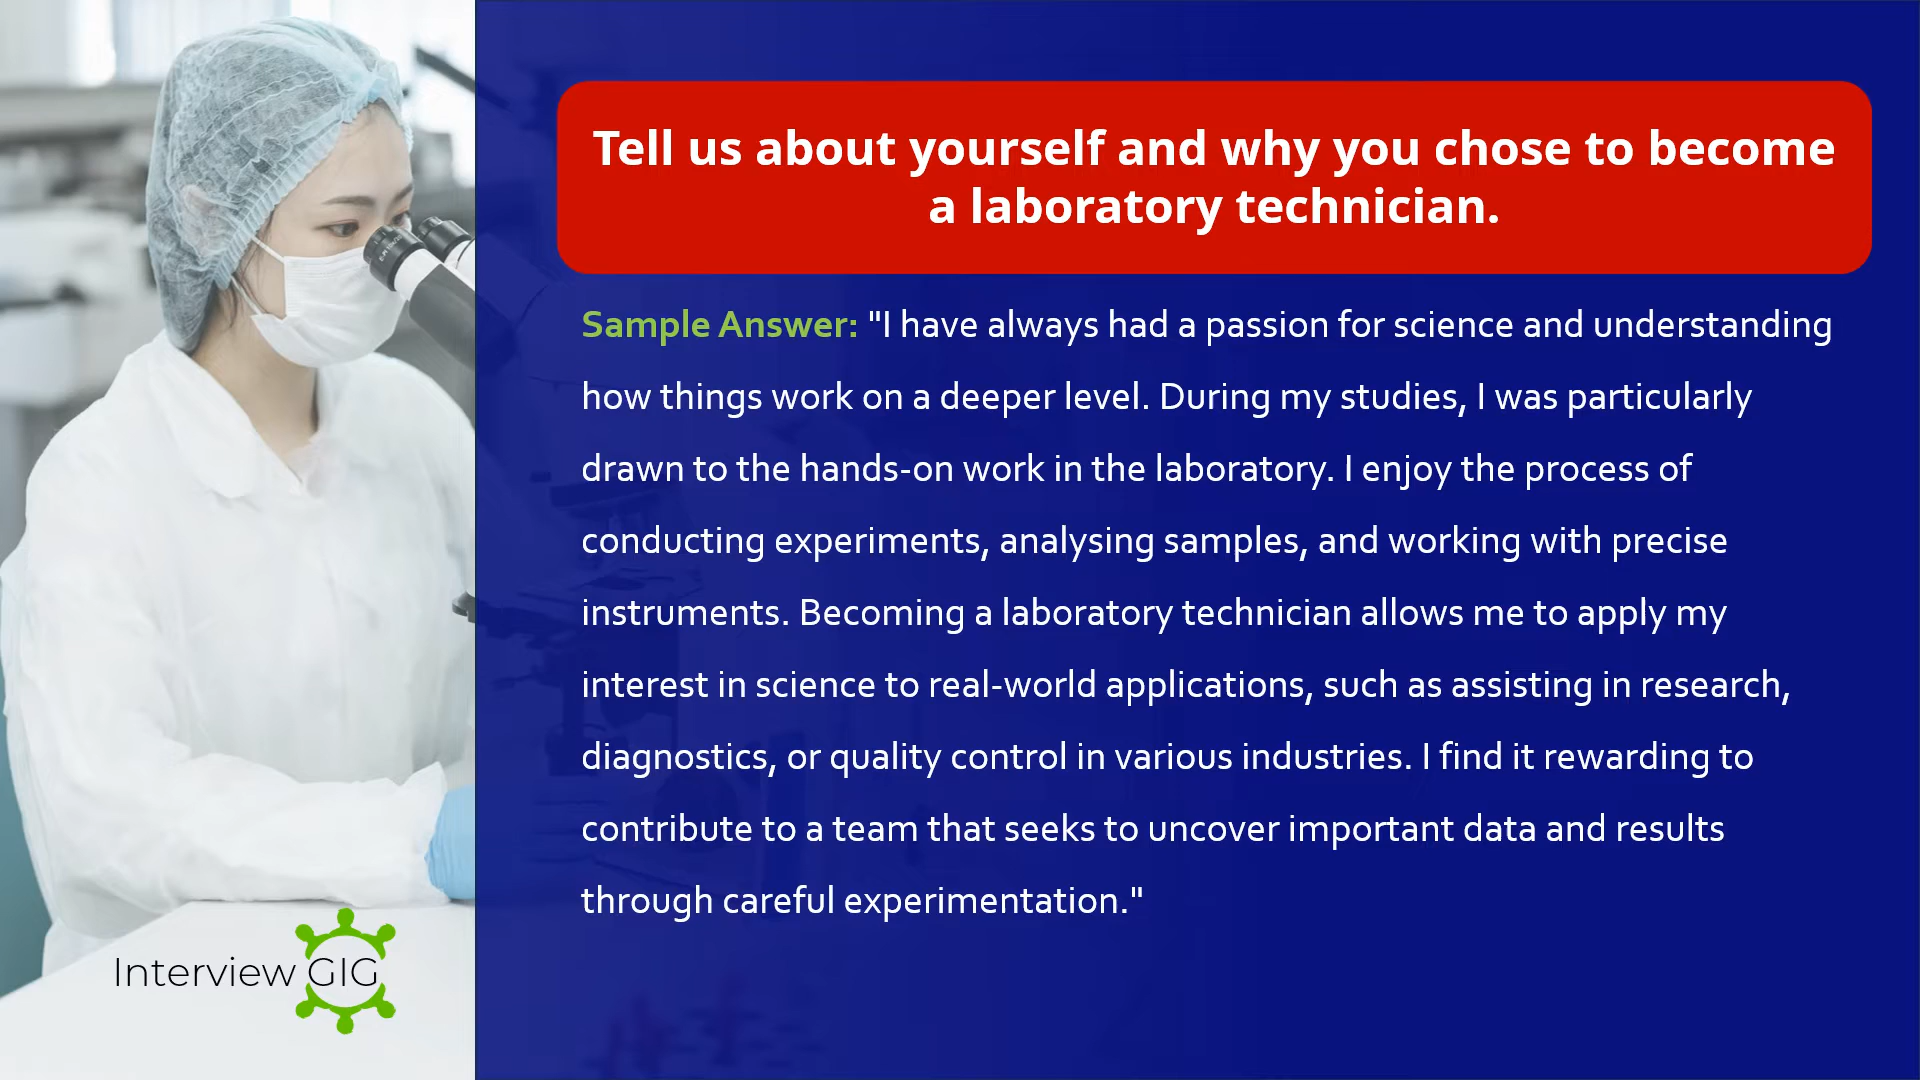 Tell us about yourself and why you chose to become
a laboratory technician.
Sample Answer: "I have always had a passion for science and understanding
how things work on a deeper level. During my studies, I was particularly
drawn to the hands-on work in the laboratory. I enjoy the process of
conducting experiments, analysing samples, and working with precise
instruments. Becoming a laboratory technician allows me to apply my
interest in science to real-world applications, such as assisting in research,
diagnostics, or quality control in various industries. I find it rewarding to
contribute to a team that seeks to uncover important data and results
through careful experimentation."
Interview GIG